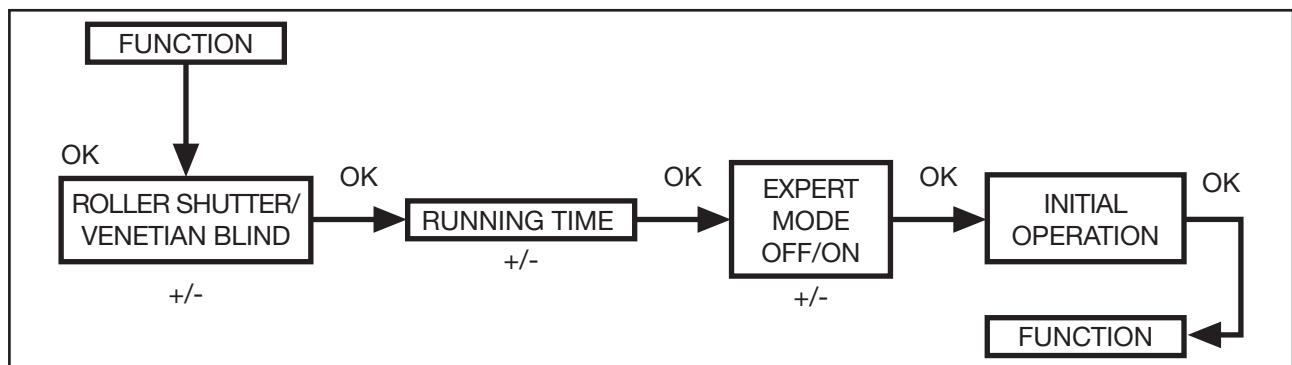 FUNCTION
OK
ROLLER SHUTTER/
VENETIAN BLIND
+/-
OK
RUNNING TIME
+/-
OK
EXPERT
MODE
OFF/ON
+/-
OK
INITIAL
OPERATION
OK
FUNCTION